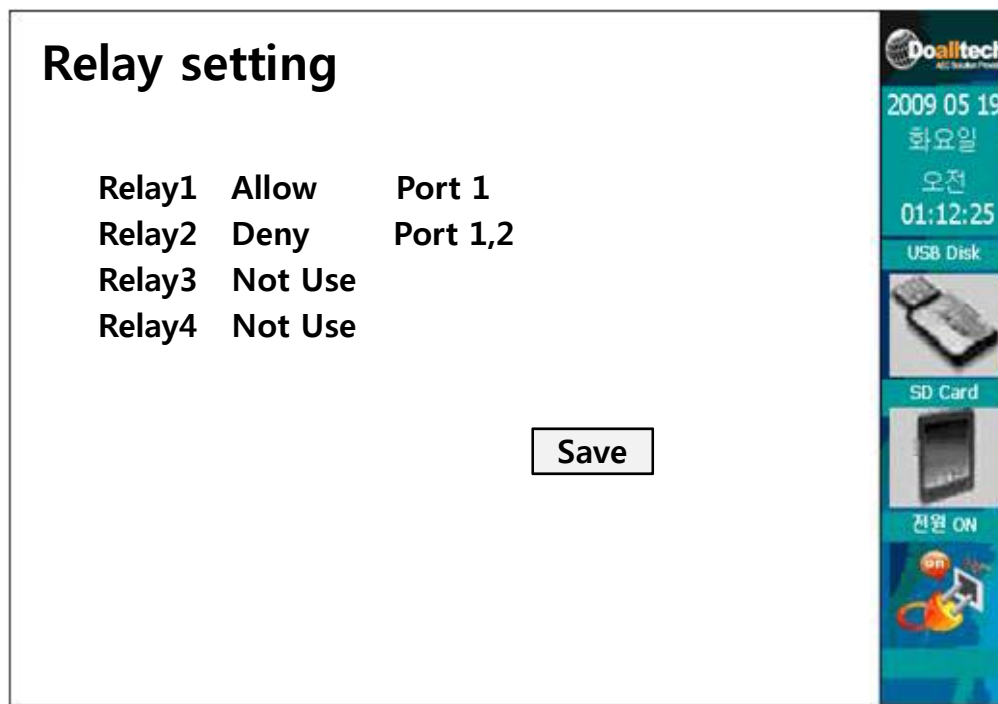 Relay setting
Relay1 Allow Port 1
Relay2 Deny Port 1,2
Relay3 Not Use
Relay4 Not Use
Save
Doalltech
2009 05 19
화요일
오전
01:12:25
USB Disk
SD Card
전원 ON
on